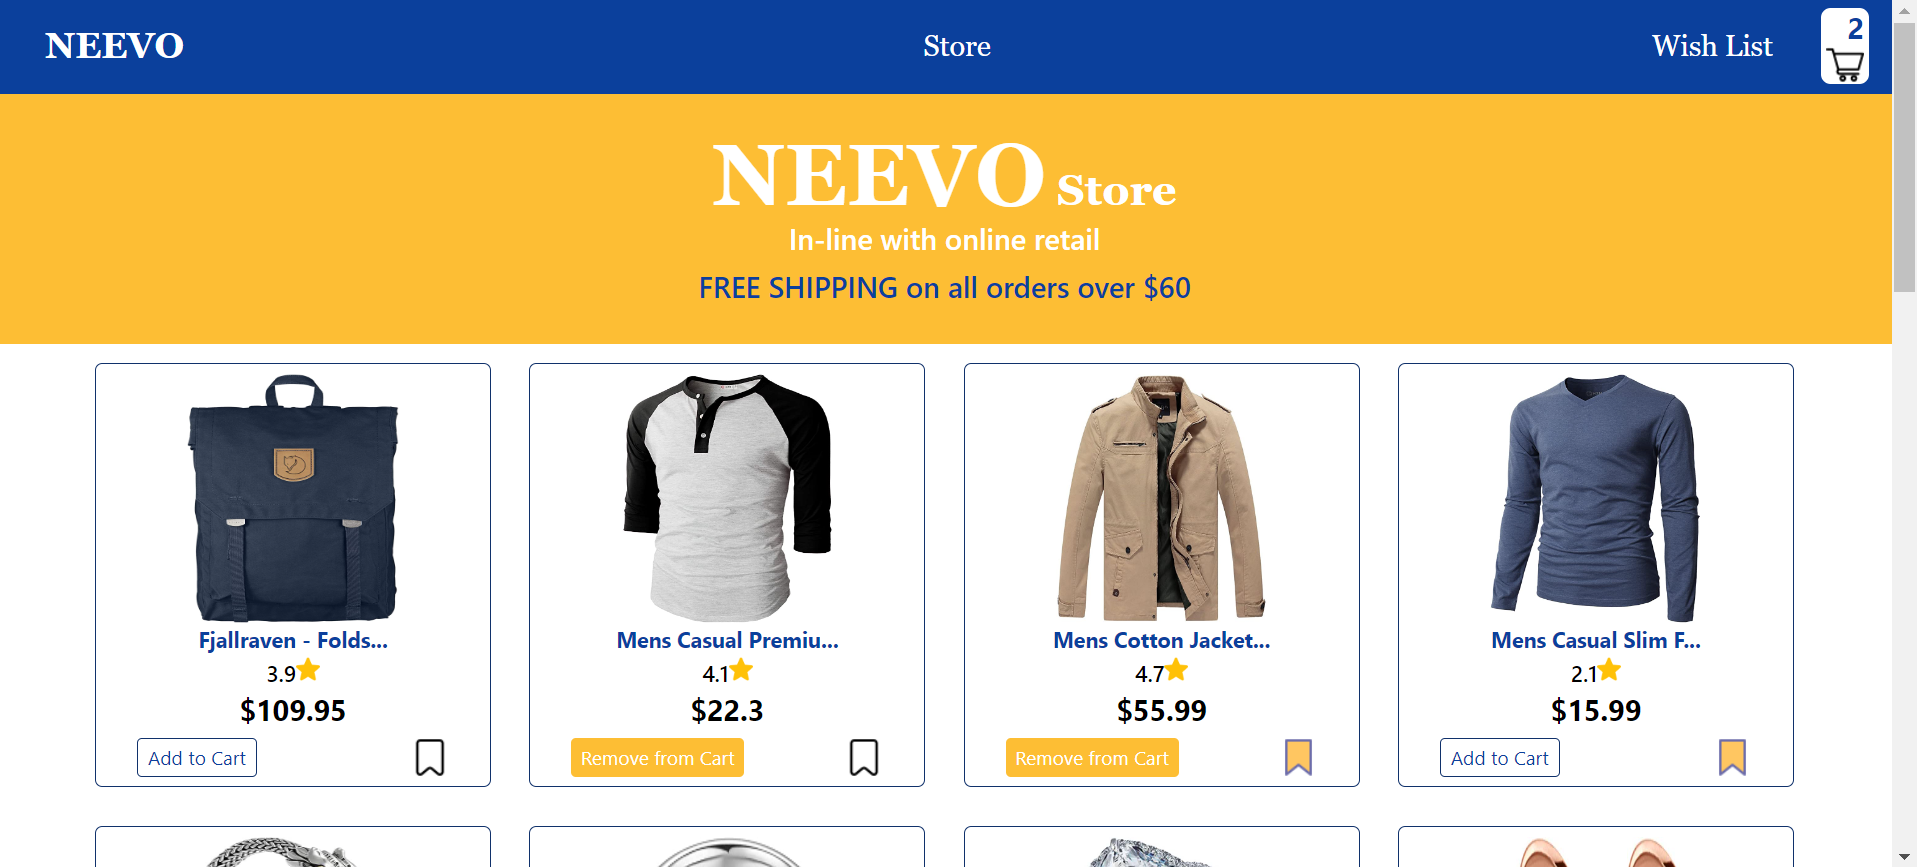 NEEVO
Store
Wish List
2
NEEVO Store
In-line with online retail
FREE SHIPPING on all orders over $60
Fjallraven - Folds...
3.9
$109.95
Add to Cart
Mens Casual Premiu...
4.1
$22.3
Remove from Cart
Mens Cotton Jacket...
4.7
$55.99
Remove from Cart
Mens Casual Slim F...
2.1
$15.99
Add to Cart